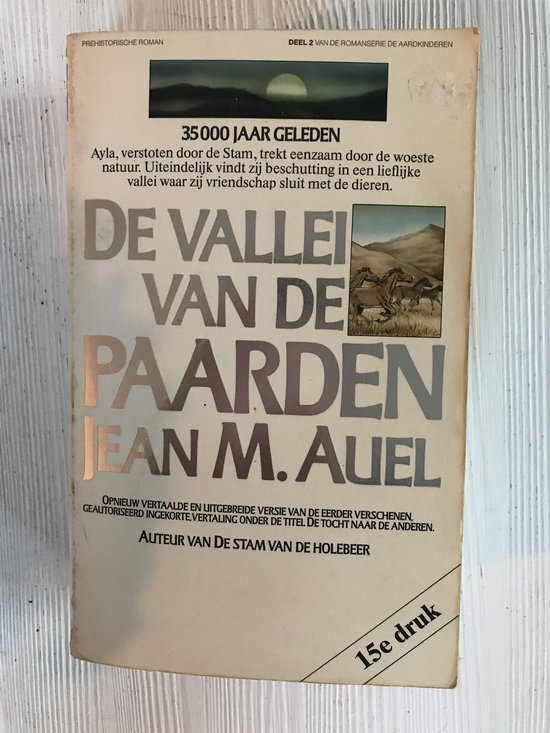 PREHISTORISCHE ROMAN
DEEL 2 VAN DE ROMANSERIE DE AARDKINDEREN
35 000 JAAR GELEDEN
Ayla, verstoten door de Stam, trekt eenzaam door de woeste
natuur. Uiteindelijk vindt zij beschutting in een lieflijke
vallei waar zij vriendschap sluit met de dieren.
DE VALLEI
VAN DE
PAARDEN
JEAN M. AUEL
OPNIEUW VERTAALDE EN UITGEBREIDE VERSIE VAN DE EERDER VERSCHENEN,
GEAUTORISEERD INGEKORTE, VERTALING ONDER DE TITEL DE TOCHT NAAR DE ANDEREN.
AUTEUR VAN DE STAM VAN DE HOLEBEER
15e druk